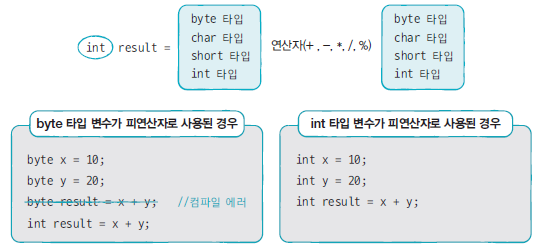 byte 타입
char 타입
short 타입
int 타입
int result =
연산자(+, -, *, /, %)
byte 타입
char 타입
short 타입
int 타입
byte 타입 변수가 피연산자로 사용된 경우
byte x = 10;
byte y = 20;
byte result = x + y; //컴파일 에러
int result = x + y;
int 타입 변수가 피연산자로 사용된 경우
int x = 10;
int y = 20;
int result = x + y;